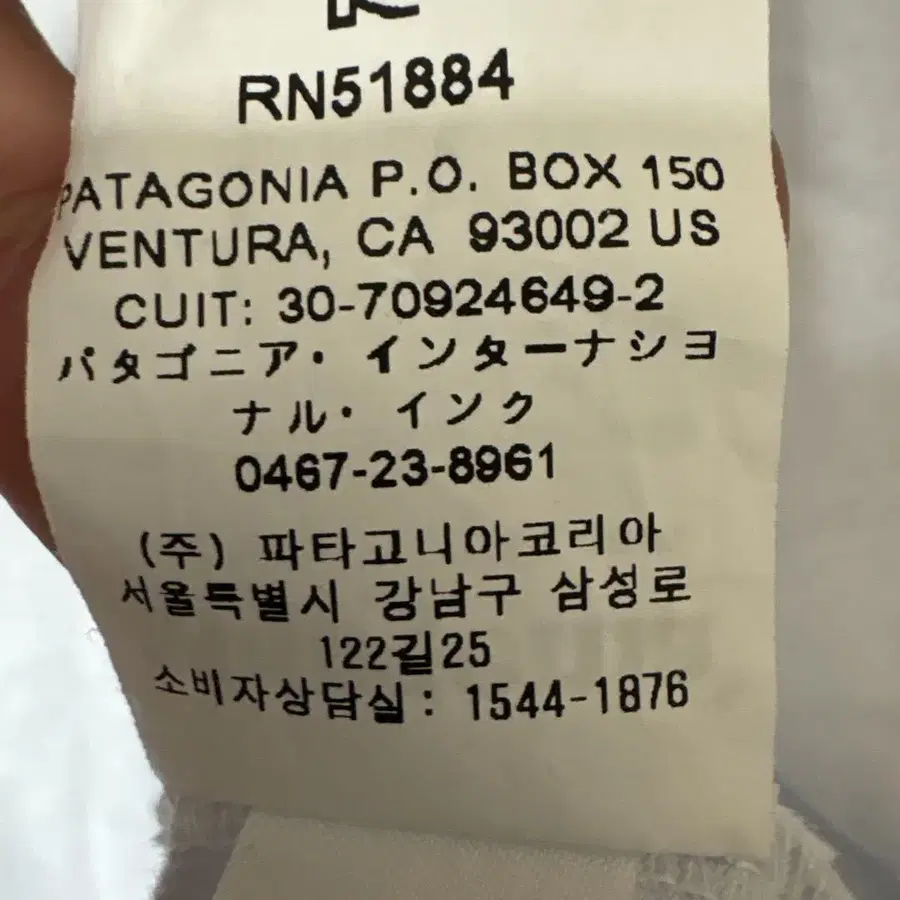 RN51884
PATAGONIA P.O. BOX 150
VENTURA, CA 93002 US
CUIT: 30-70924649-2
パタゴニア・インターナショ
ナル・インク
0467-23-8961
(주) 파타고니아코리아
서울특별시 강남구 삼성로
122길25
소비자상담실: 1544-1876